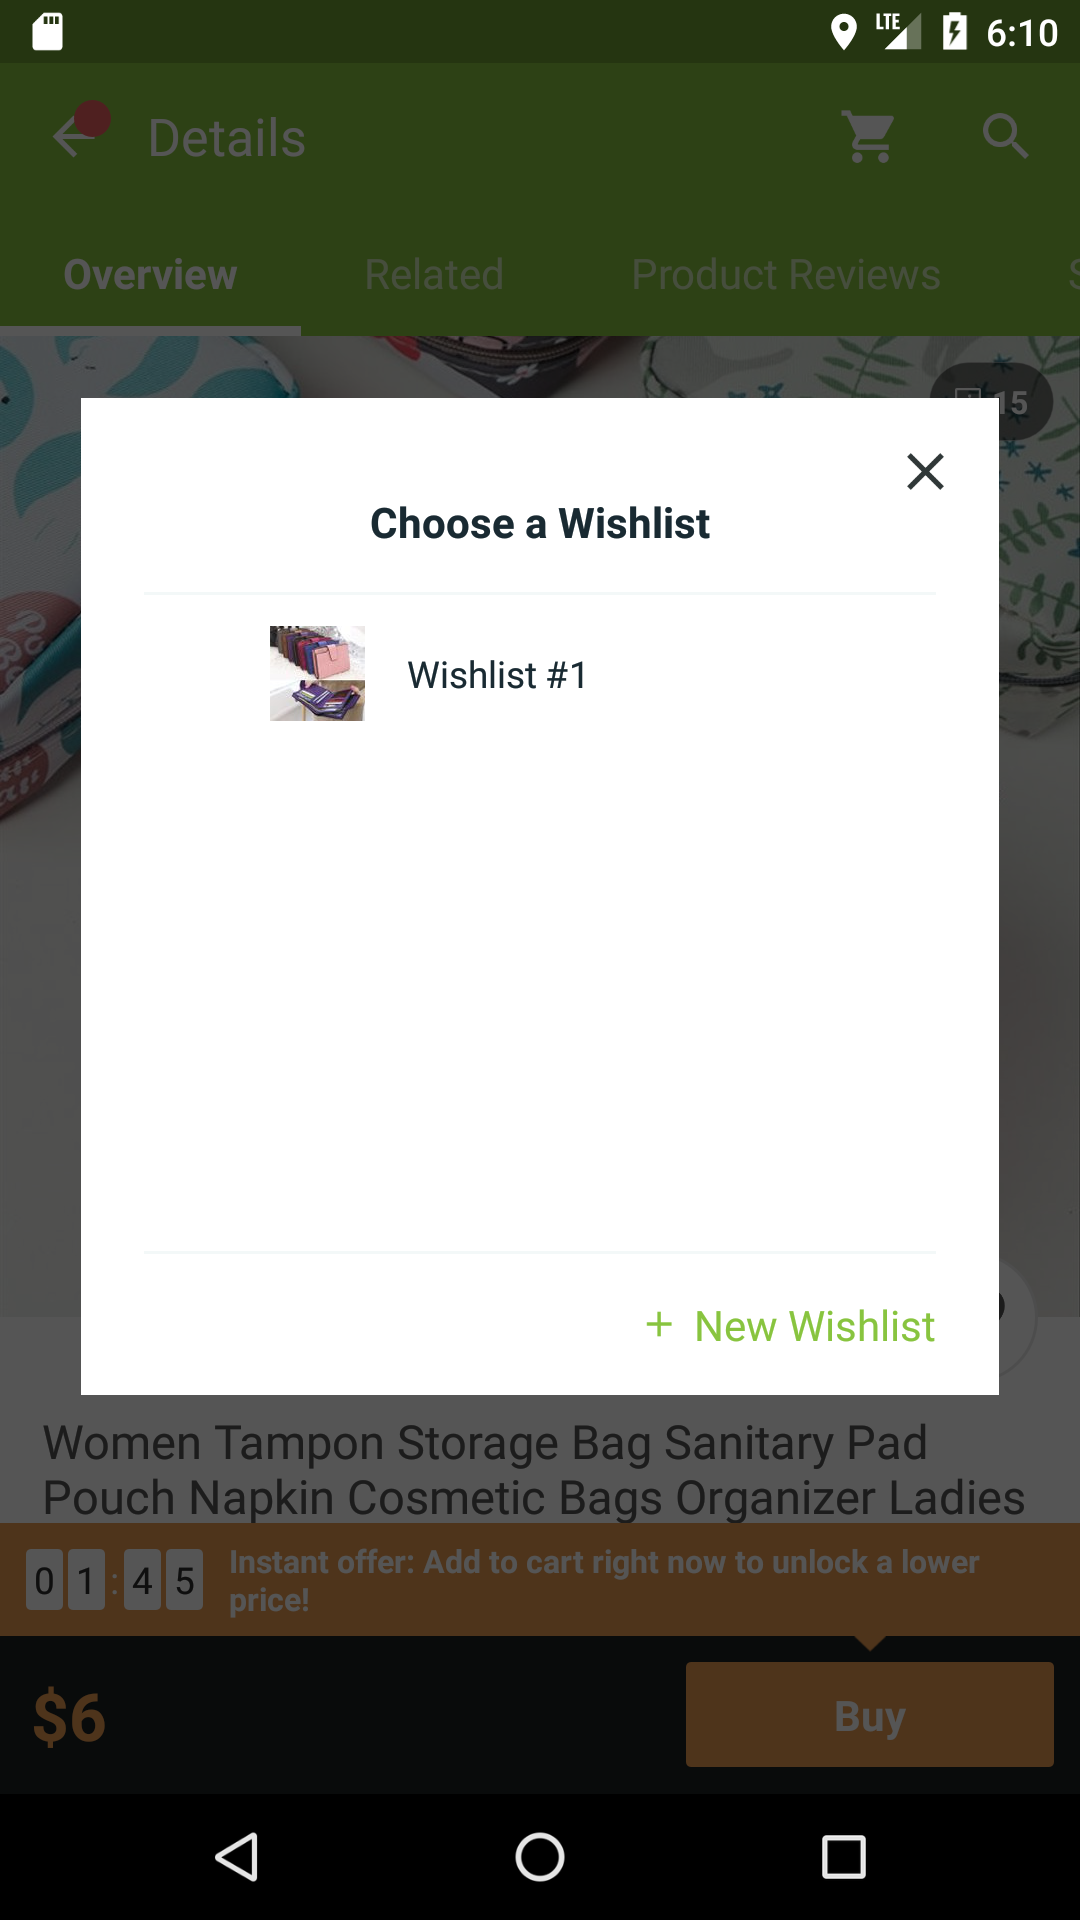 LTE 6:10
Details
Overview Related Product Reviews S
15
Choose a Wishlist
Wishlist #1
+ New Wishlist
Women Tampon Storage Bag Sanitary Pad
Pouch Napkin Cosmetic Bags Organizer Ladies
01:45
Instant offer: Add to cart right now to unlock a lower
price!
$6
Buy